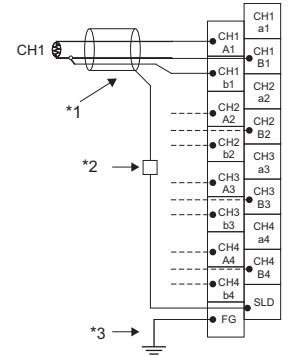 CH1
*1
*2
*3
CH1
A1
CH1
b1
CH2
A2
CH2
b2
CH3
A3
CH3
b3
CH4
A4
CH4
b4
FG
CH1
a1
CH1
B1
CH2
a2
CH2
B2
CH3
a3
CH3
B3
CH4
a4
CH4
B4
SLD